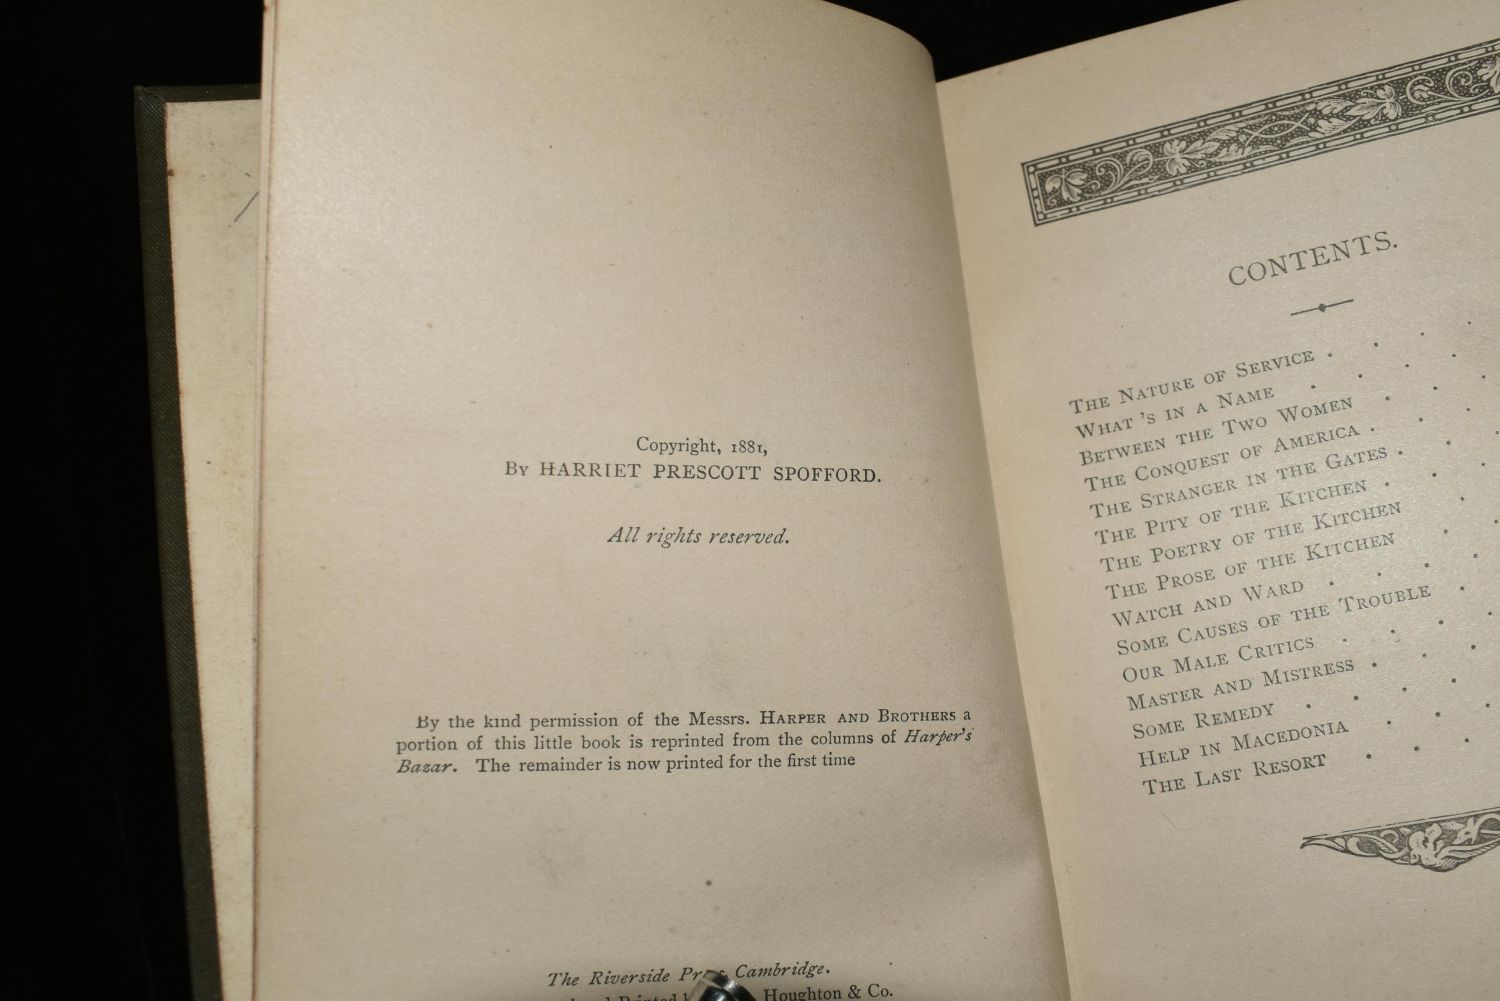 Copyright, 1881,
By HARRIET PRESCOTT SPOFFORD.
All rights reserved.
By the kind permission of the Messrs. HARPER AND BROTHERS a
portion of this little book is reprinted from the columns of Harper's
Bazar. The remainder is now printed for the first time
The Riverside Press, Cambridge.
Printed Houghton & Co.
CONTENTS.
THE NATURE OF SERVICE
WHAT 'S IN A NAME
BETWEEN THE TWO WOMEN
THE CONQUEST OF AMERICA
THE STRANGER IN THE GATES
THE PITY OF THE KITCHEN
THE POETRY OF THE KITCHEN
THE PROSE OF THE KITCHEN
WATCH AND WARD
SOME CAUSES OF THE TROUBLE
OUR MALE CRITICS
MASTER AND MISTRESS
SOME REMEDY
HELP IN MACEDONIA
THE LAST RESORT